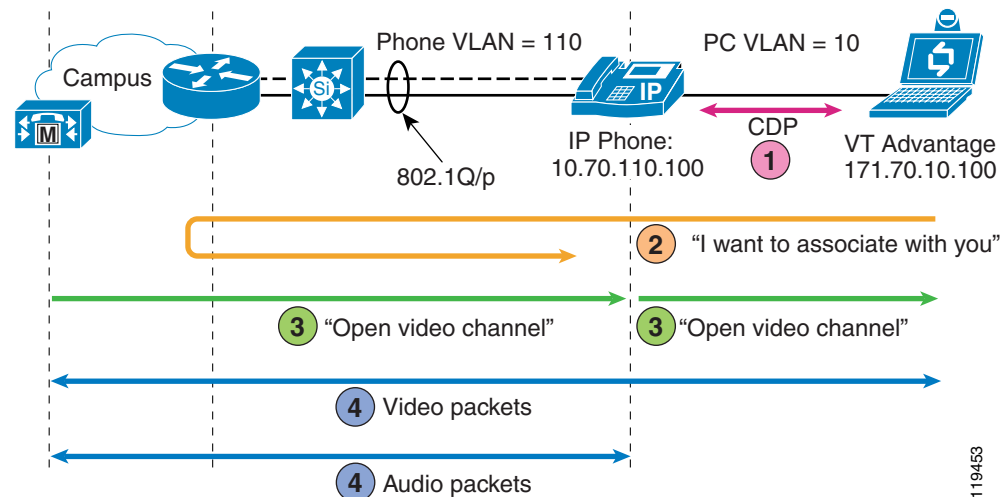 Campus
M
Si
Phone VLAN = 110
802.1Q/p
IP
IP Phone:
10.70.110.100
PC VLAN = 10
CDP
1
VT Advantage
171.70.10.100
2 “I want to associate with you”
3 “Open video channel”
3 “Open video channel”
4 Video packets
4 Audio packets
119453